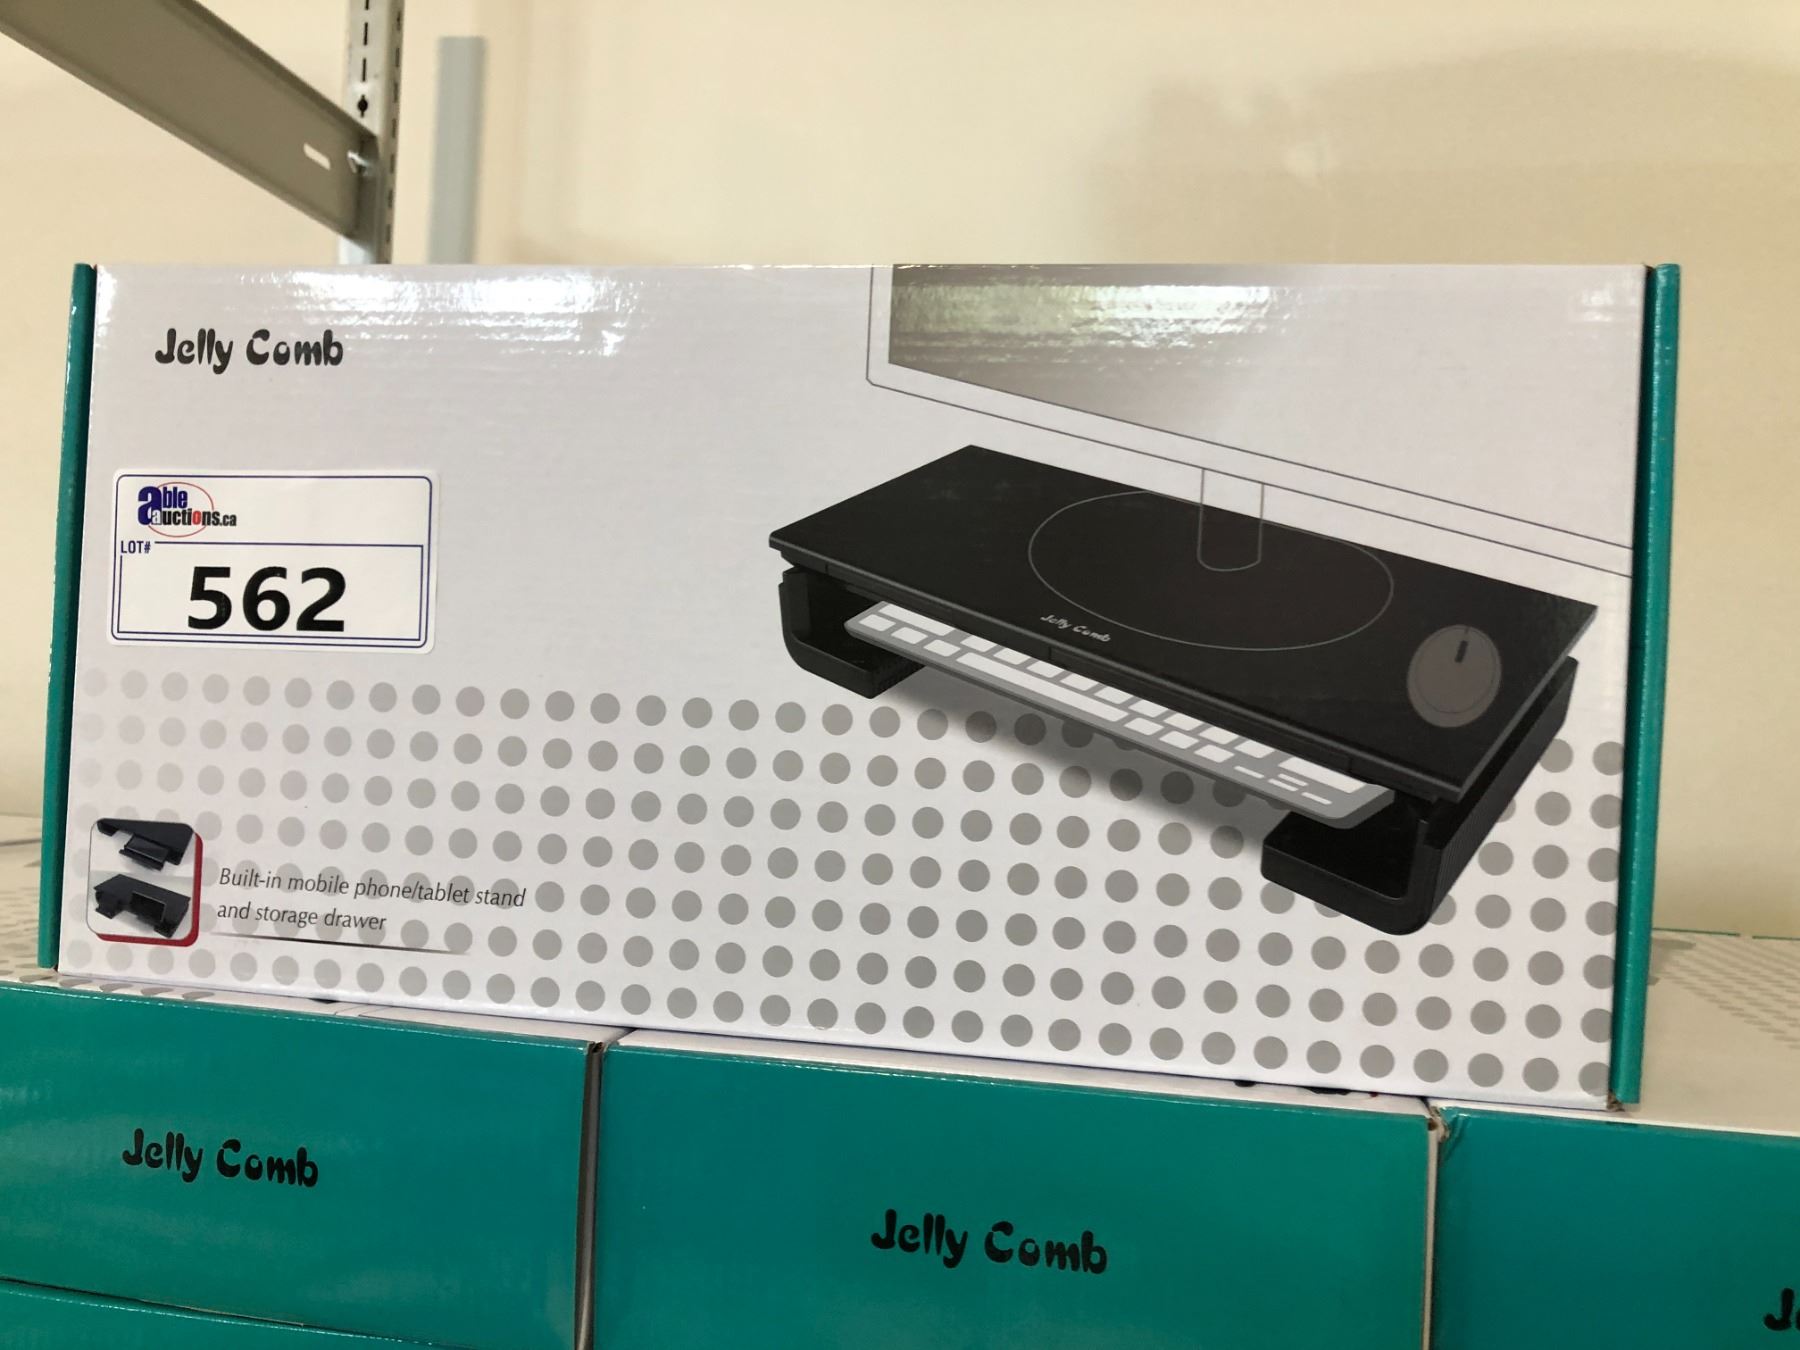 Jelly Comb
able
auctions.ca
LOT#
562
Jelly Comb
Built-in mobile phone/tablet stand
and storage drawer
Jelly Comb
Jelly Comb